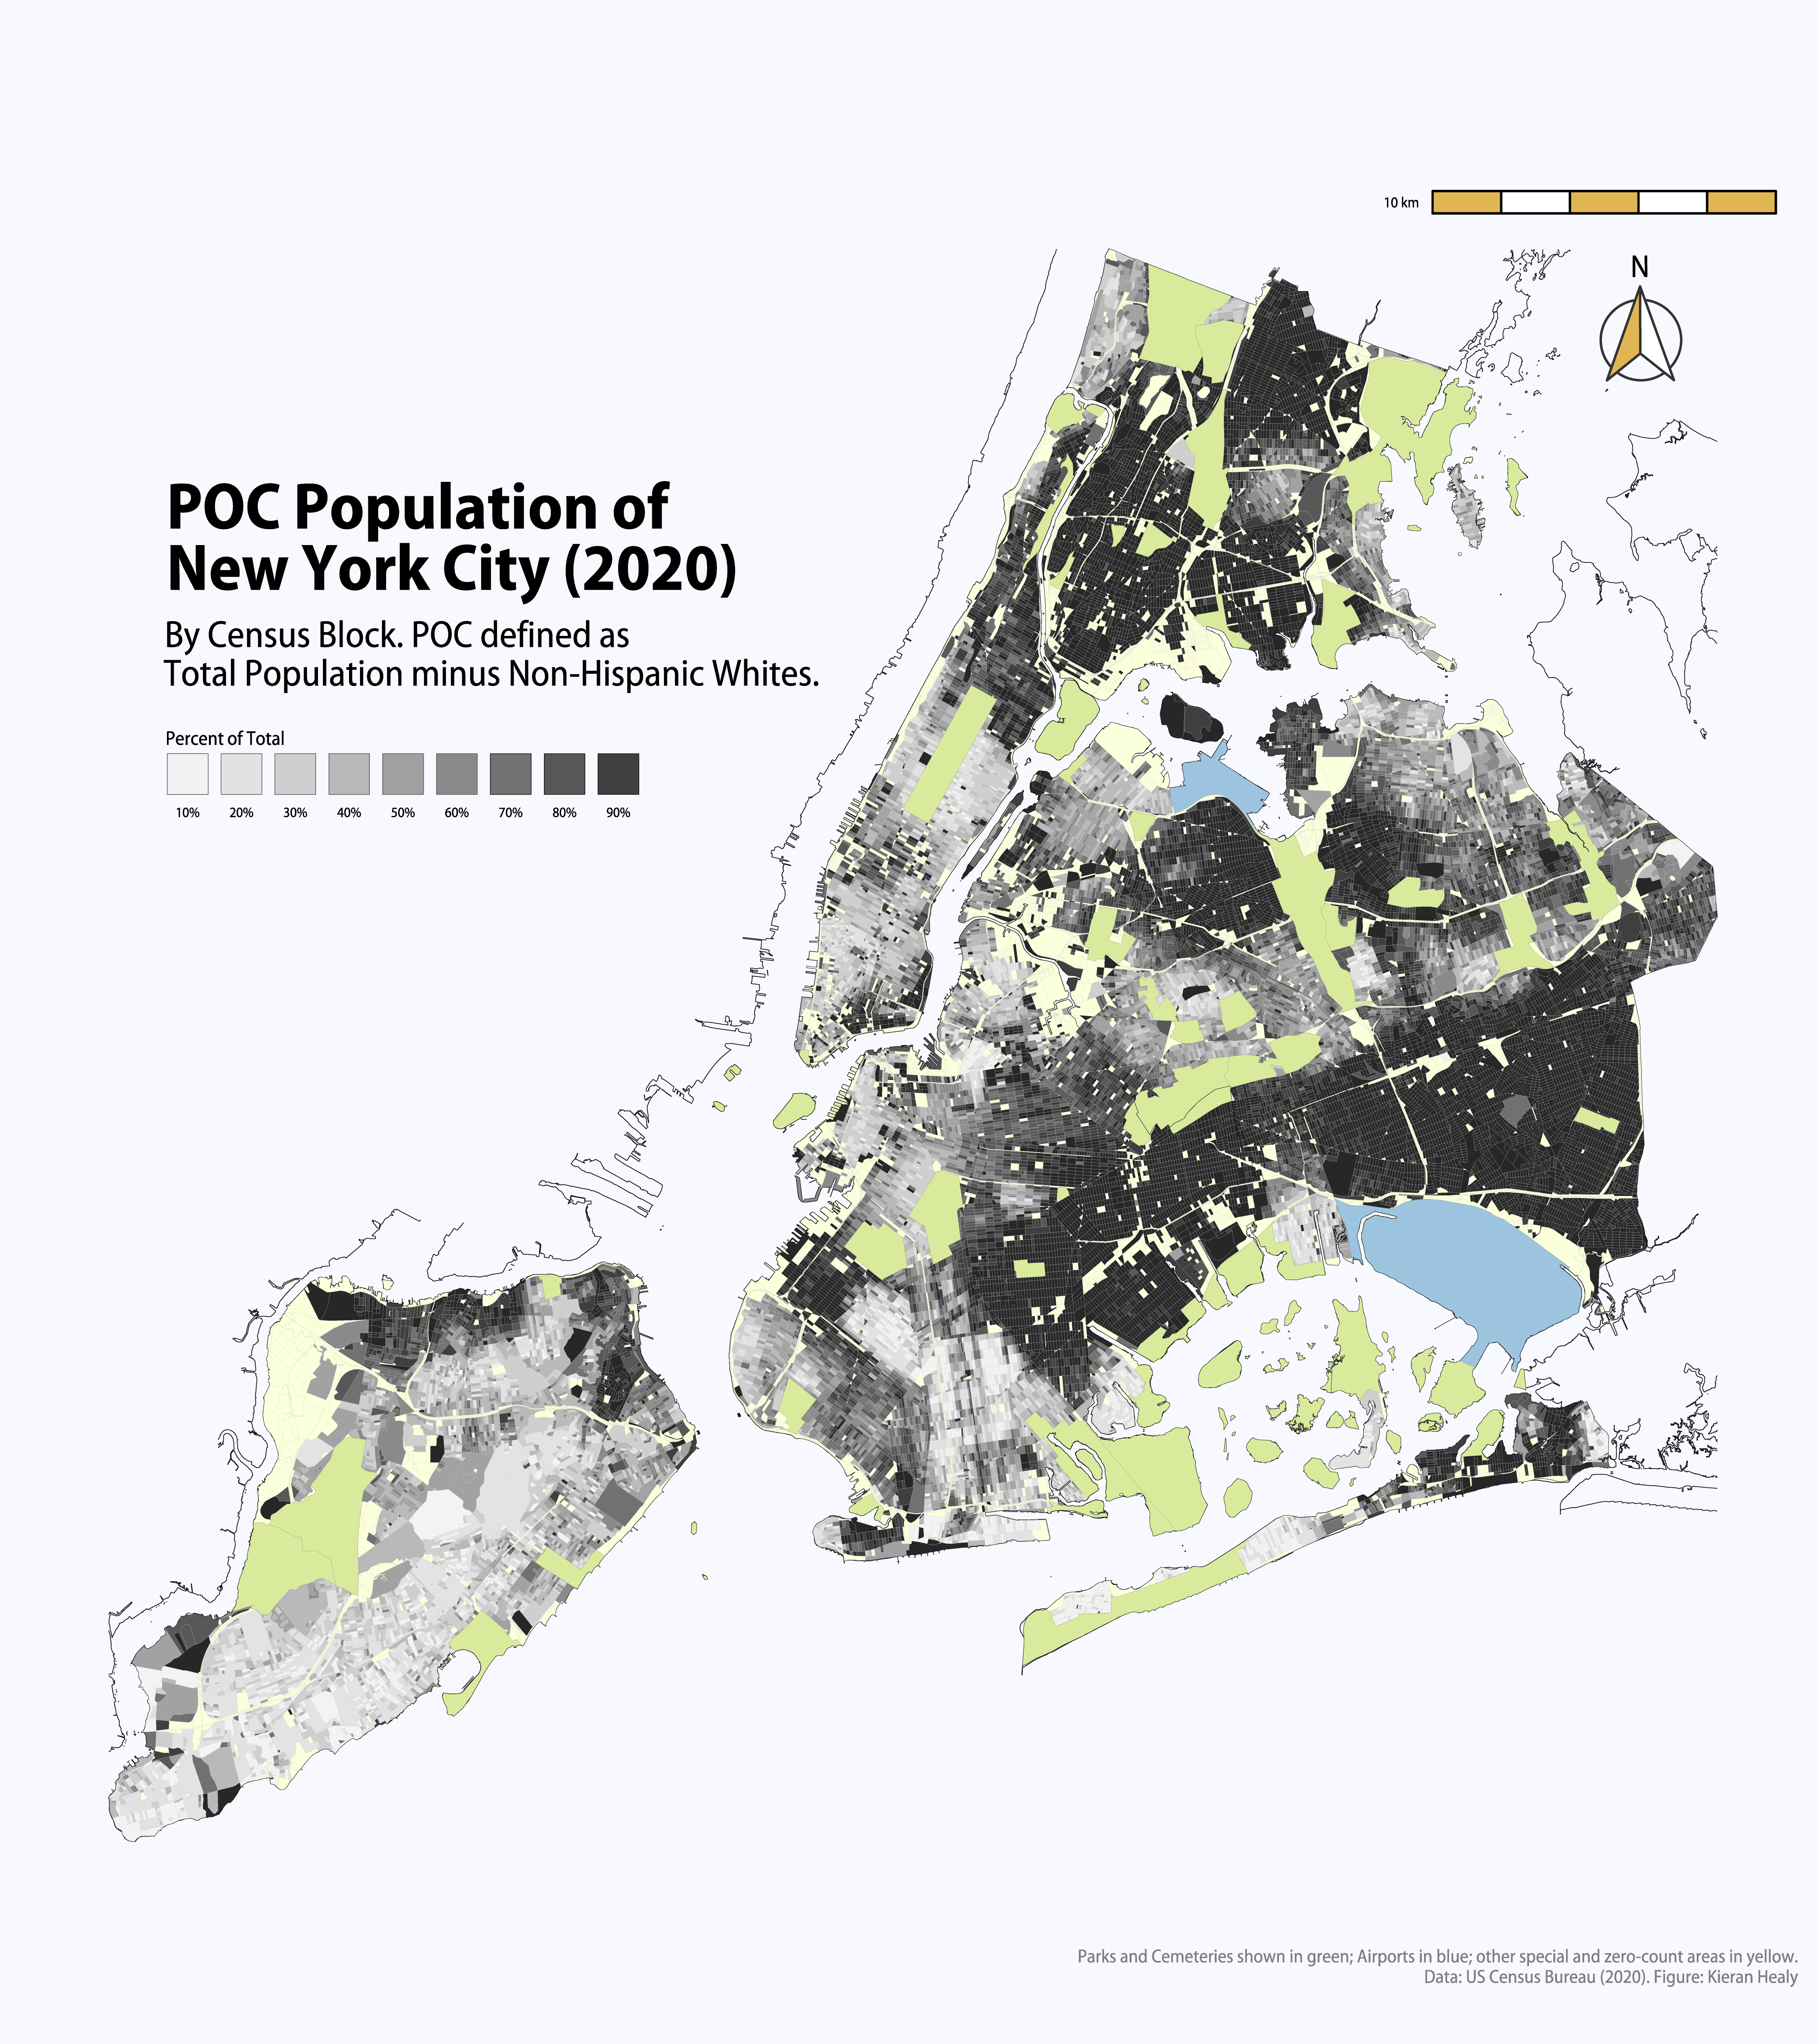 10 km
N
POC Population of
New York City (2020)
By Census Block. POC defined as
Total Population minus Non-Hispanic Whites.
Percent of Total
10% 20% 30% 40% 50% 60% 70% 80% 90%
Parks and Cemeteries shown in green; Airports in blue; other special and zero-count areas in yellow.
Data: US Census Bureau (2020). Figure: Kieran Healy